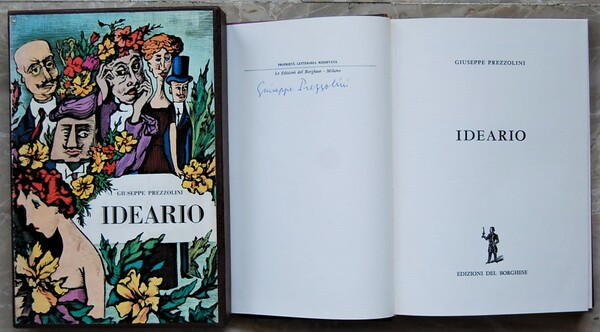 GIUSEPPE PREZZOLINI
IDEARIO
PROPRIETÀ LETTERARIA RISERVATA
Le Edizioni del Borghese - Milano
Giuseppe Prezzolini
GIUSEPPE PREZZOLINI
IDEARIO
EDIZIONI DEL BORGHESE